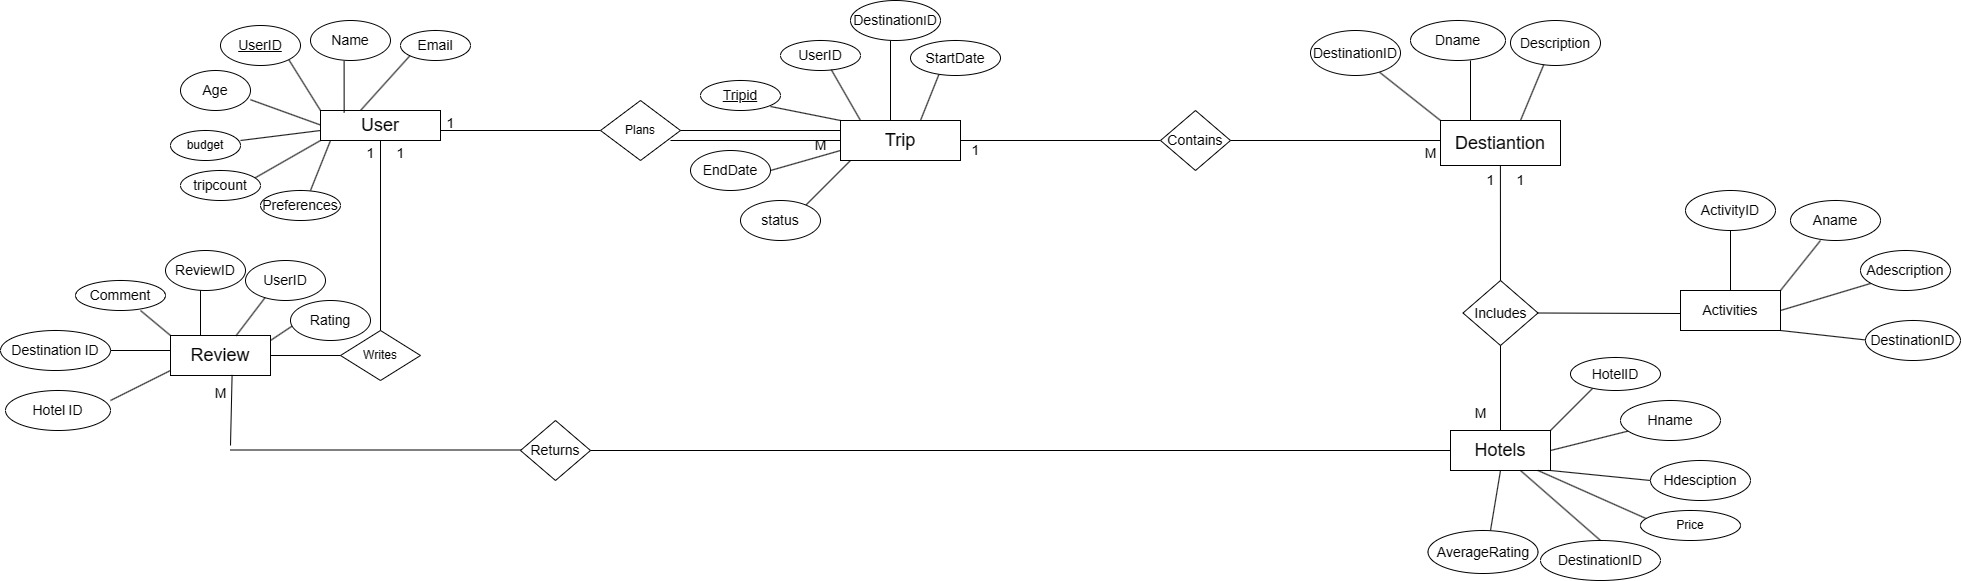 DestinationID
UserID
Name
Email
UserID
StartDate
DestinationID
Dname
Description
Age
Tripid
User
1
Plans
Trip
Contains
Destiantion
budget
M
1
M
1
1
EndDate
tripcount
Preferences
status
1
1
ActivityID
Aname
ReviewID
UserID
Comment
Rating
Adescription
Includes
Activities
DestinationID
Destination ID
Review
Writes
Hotel ID
M
HotelID
M
Hname
Returns
Hotels
Hdesciption
Price
AverageRating
DestinationID